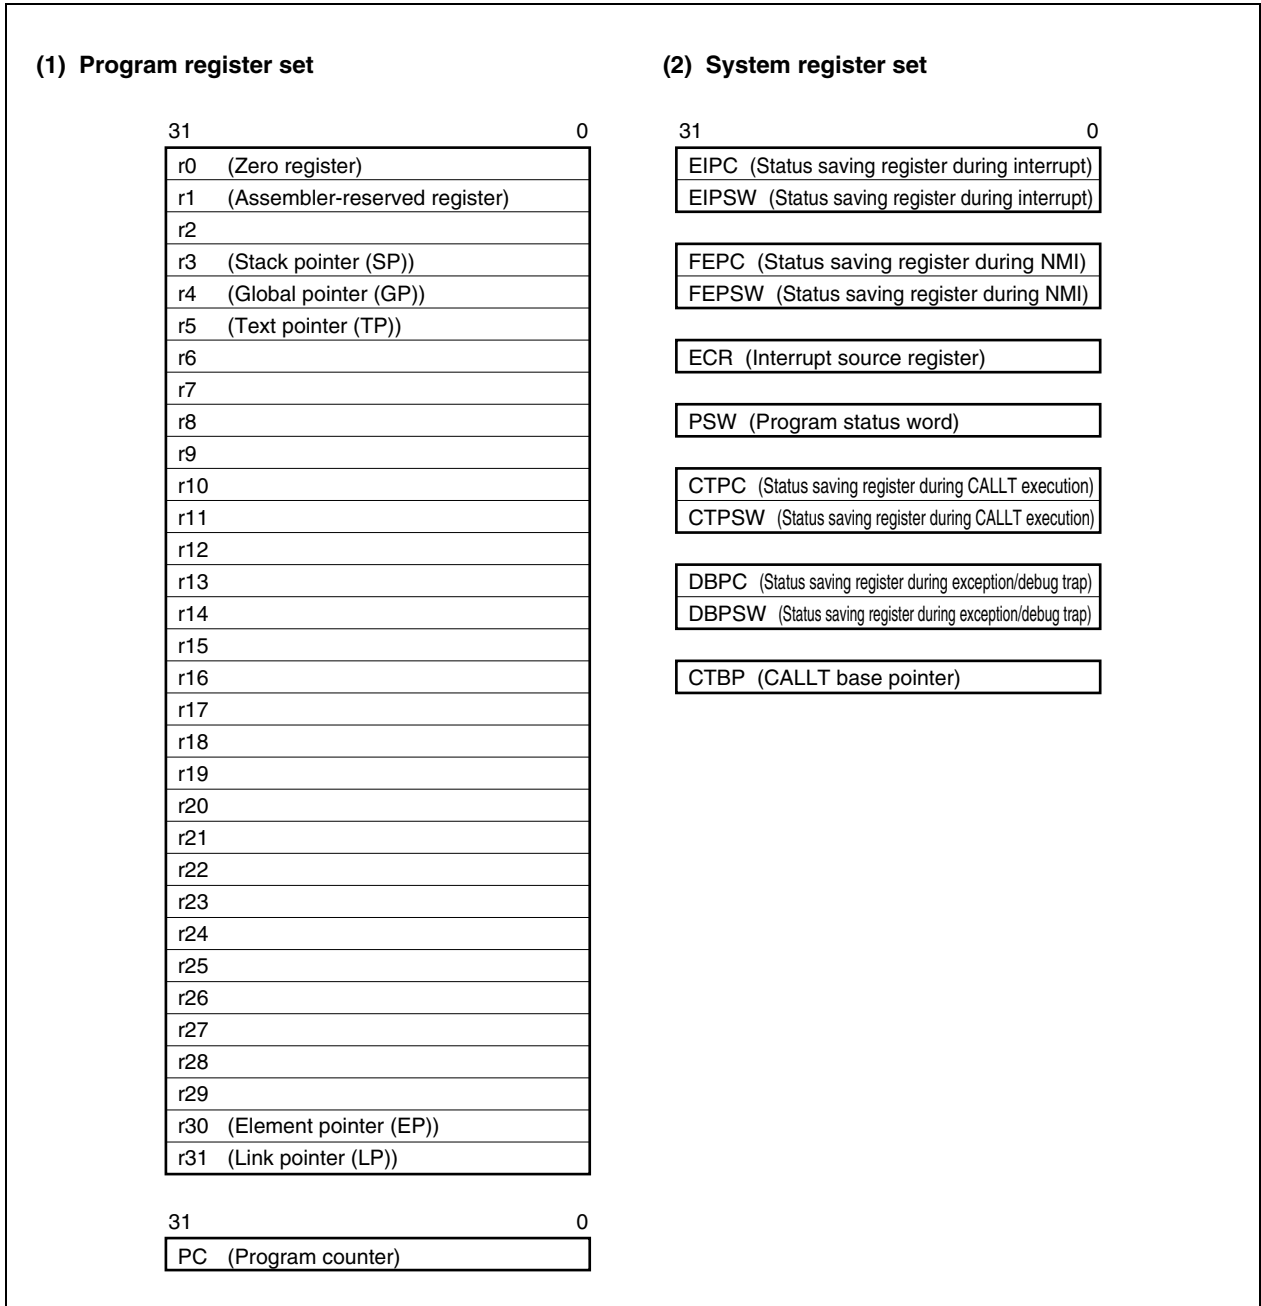 (1) Program register set
31 0
r0 (Zero register)
r1 (Assembler-reserved register)
r2
r3 (Stack pointer (SP))
r4 (Global pointer (GP))
r5 (Text pointer (TP))
r6
r7
r8
r9
r10
r11
r12
r13
r14
r15
r16
r17
r18
r19
r20
r21
r22
r23
r24
r25
r26
r27
r28
r29
r30 (Element pointer (EP))
r31 (Link pointer (LP))
31 0
PC (Program counter)
(2) System register set
31 0
EIPC (Status saving register during interrupt)
EIPSW (Status saving register during interrupt)
FEPC (Status saving register during NMI)
FEPSW (Status saving register during NMI)
ECR (Interrupt source register)
PSW (Program status word)
CTPC (Status saving register during CALLT execution)
CTPSW (Status saving register during CALLT execution)
DBPC (Status saving register during exception/debug trap)
DBPSW (Status saving register during exception/debug trap)
CTBP (CALLT base pointer)